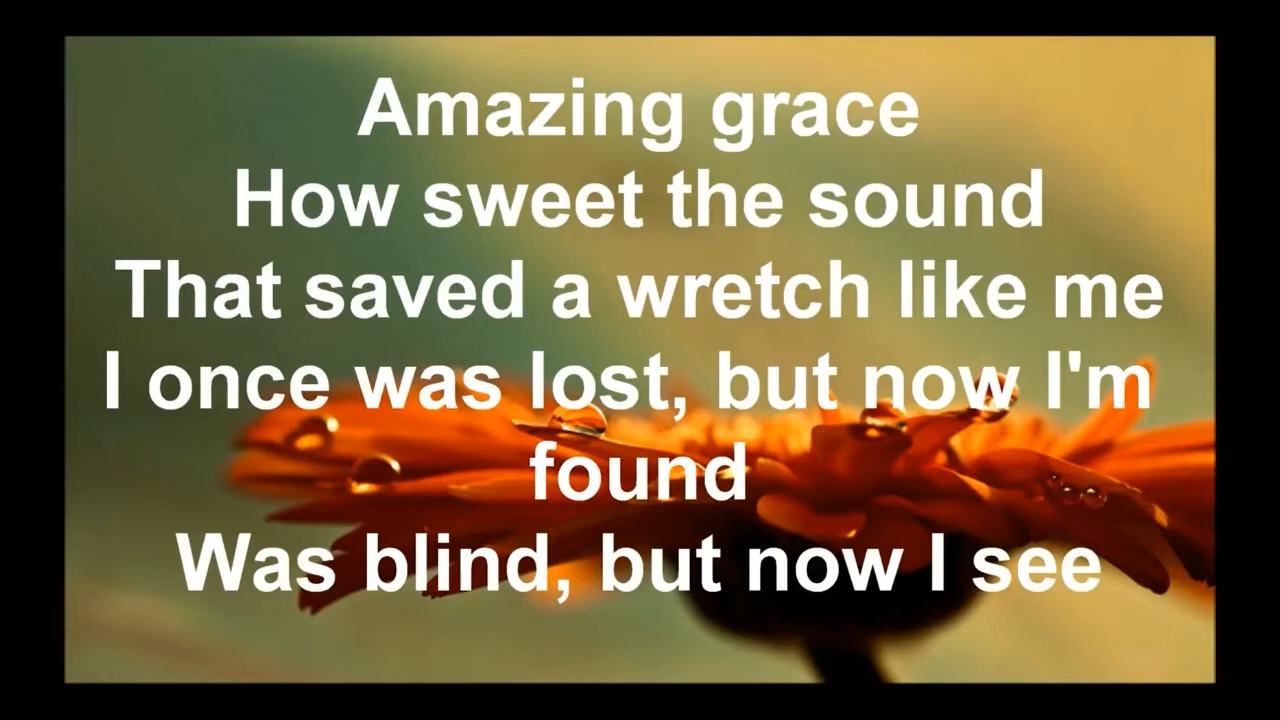 Amazing grace
How sweet the sound
That saved a wretch like me
I once was lost, but now I'm
found
Was blind, but now I see